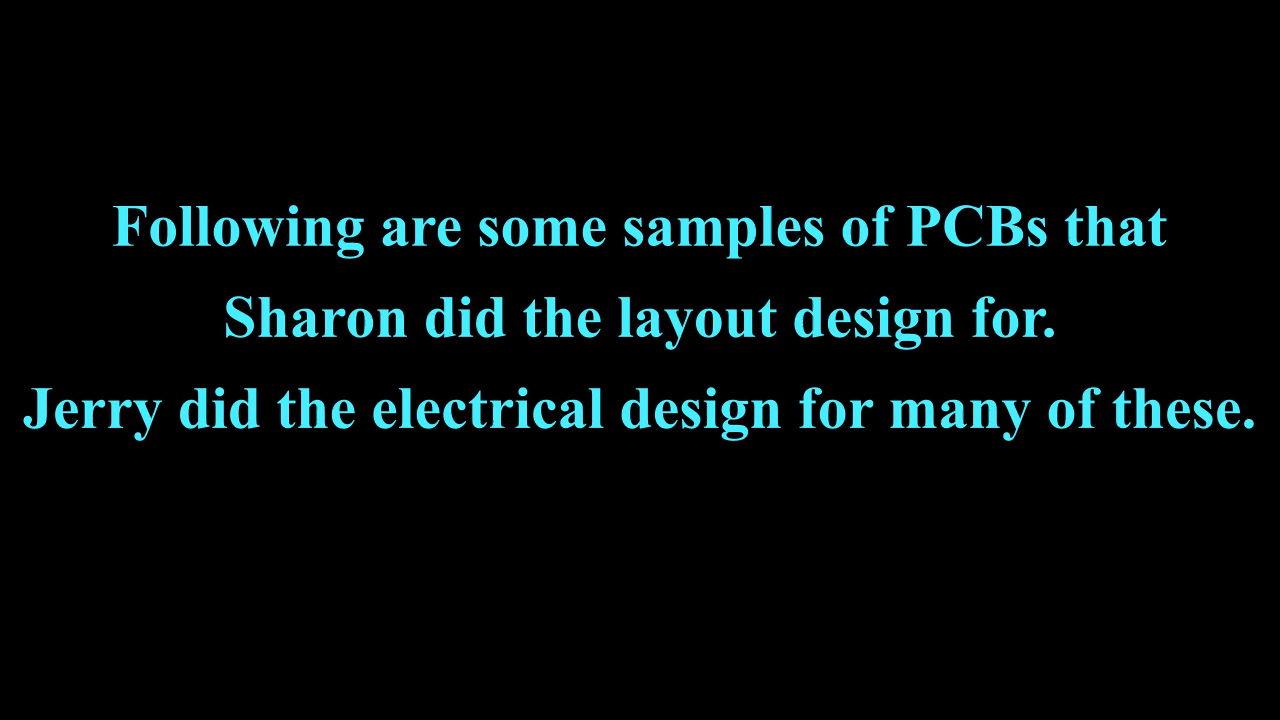 Following are some samples of PCBs that
Sharon did the layout design for.
Jerry did the electrical design for many of these.